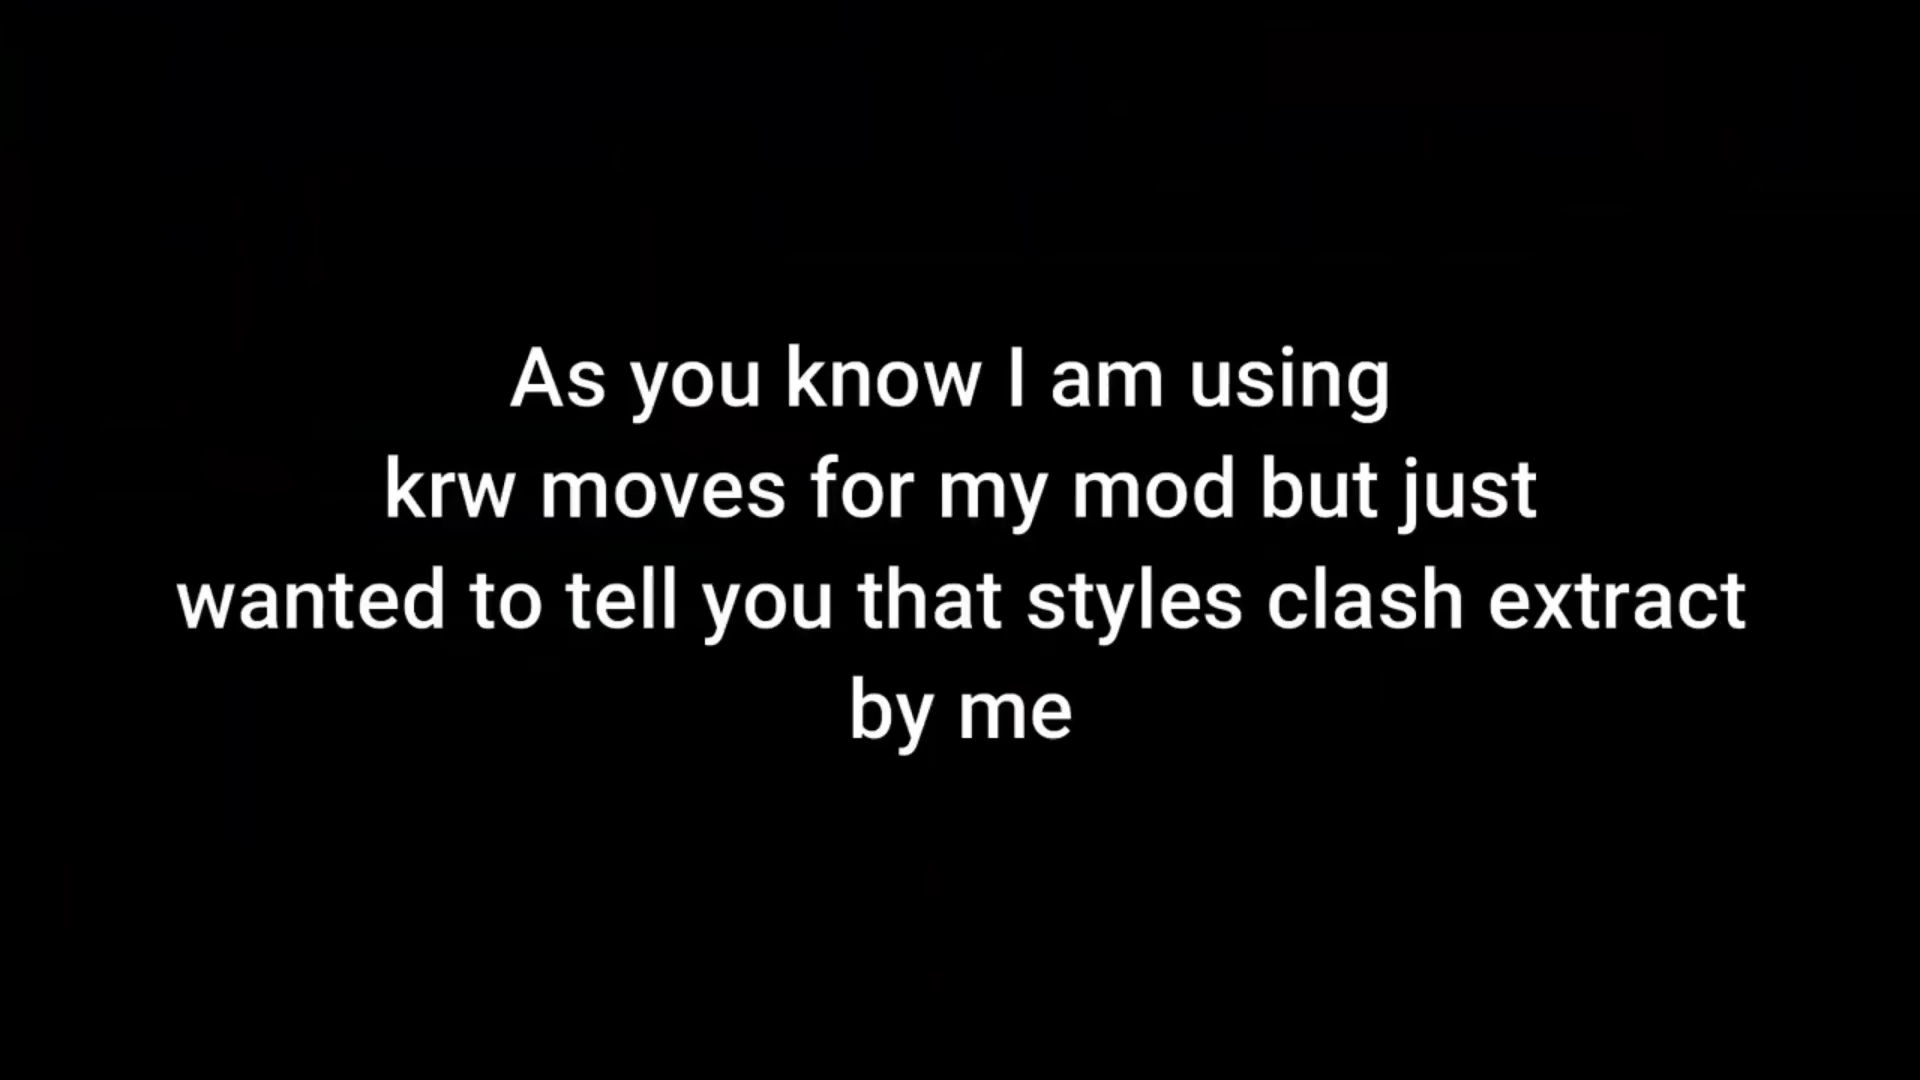 As you know I am using
krw moves for my mod but just
wanted to tell you that styles clash extract
by me